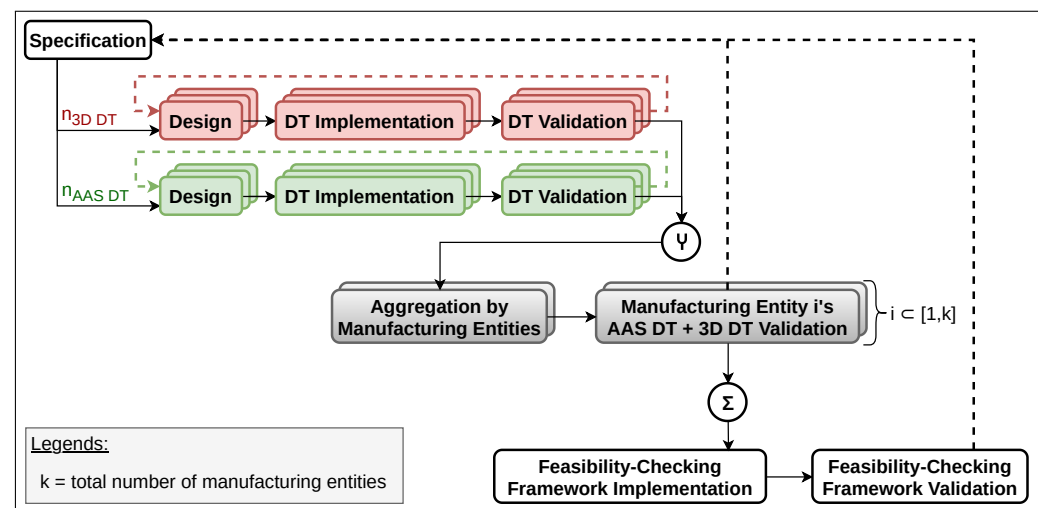 Specification
n3D DT
Design
DT Implementation
DT Validation
nAAS DT
Design
DT Implementation
DT Validation
Y
Aggregation by
Manufacturing Entities
Manufacturing Entity i's
AAS DT + 3D DT Validation
i ⊂ [1,k]
Σ
Legends:
k = total number of manufacturing entities
Feasibility-Checking
Framework Implementation
Feasibility-Checking
Framework Validation